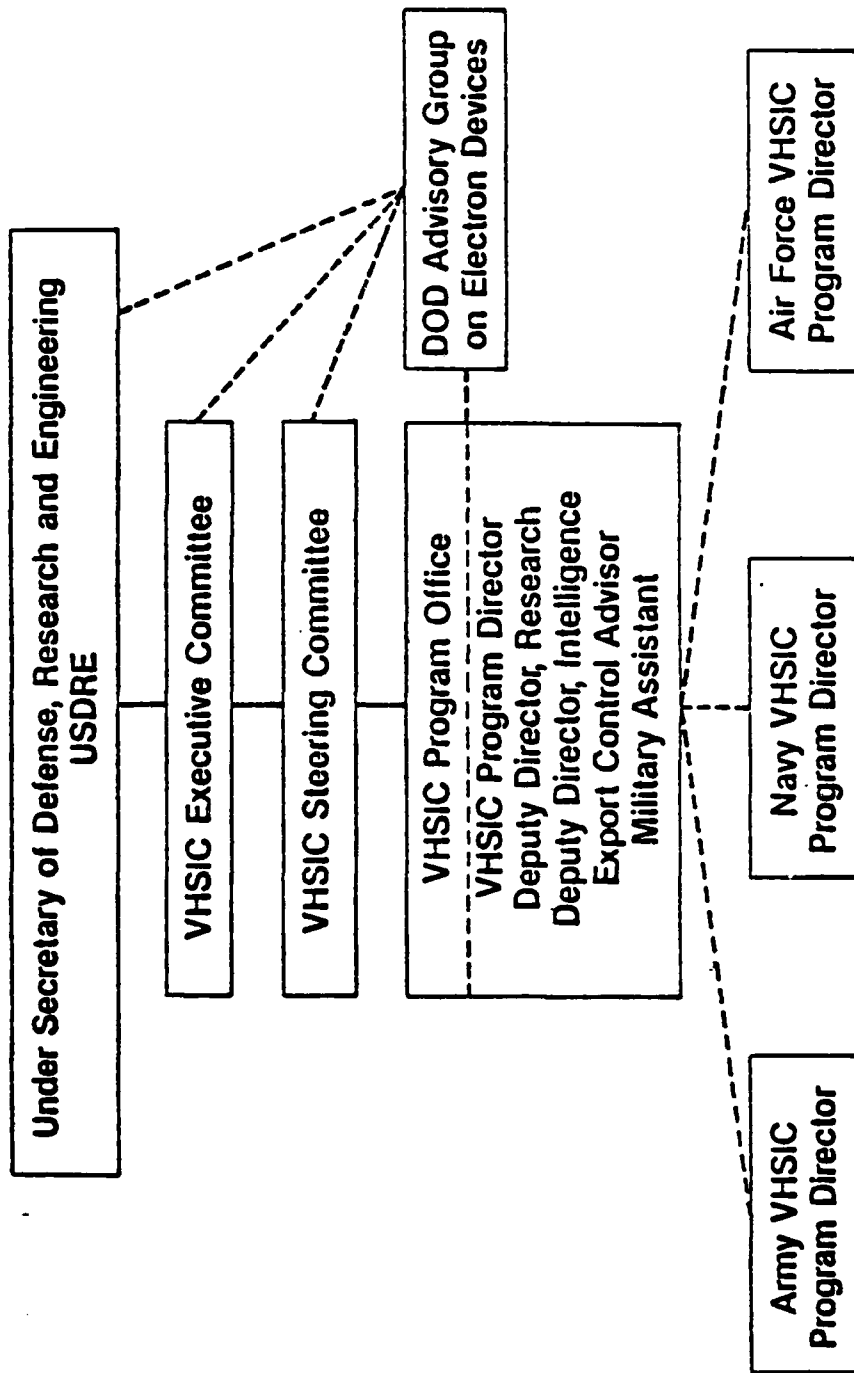 Under Secretary of Defense, Research and Engineering
USDRE
VHSIC Executive Committee
VHSIC Steering Committee
DOD Advisory Group
on Electron Devices
VHSIC Program Office
VHSIC Program Director
Deputy Director, Research
Deputy Director, Intelligence
Export Control Advisor
Military Assistant
Army VHSIC
Program Director
Navy VHSIC
Program Director
Air Force VHSIC
Program Director